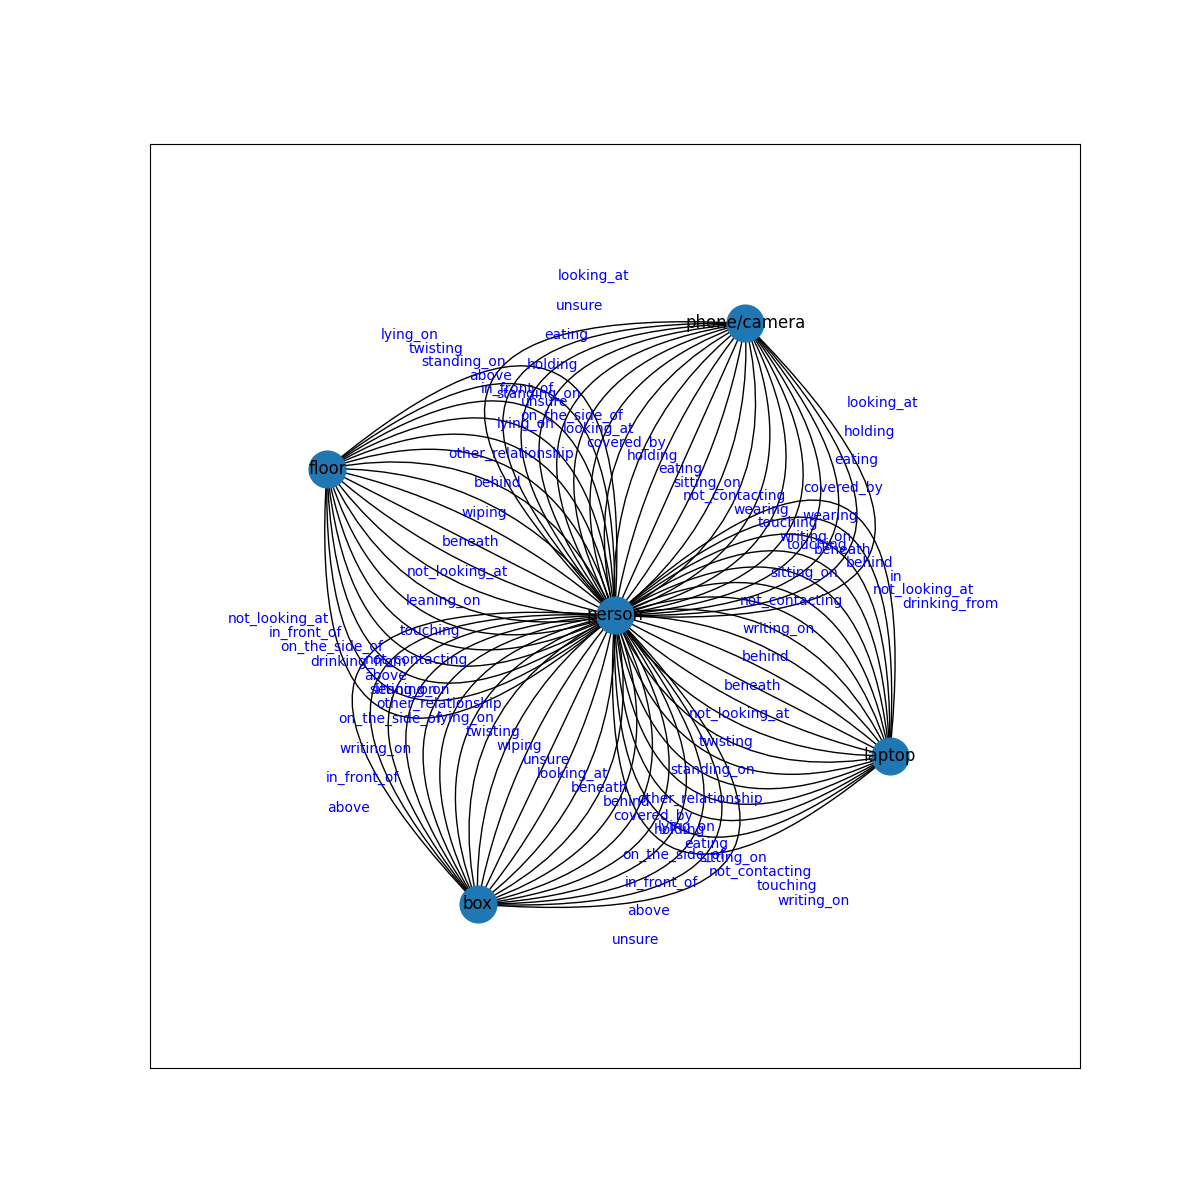 looking_at
unsure
phone/camera
lying_on
eating
twisting
standing_on
holding
above
in_front_of
standing_on
unsure
looking_at
on_the_side_of
lying_on
looking_at
holding
covered_by
other_relationship
holding
eating
floor
eating
behind
sitting_on
covered_by
not_contacting
wearing
wiping
wearing
touching
writing_on
beneath
touching
beneath
behind
not_looking_at
sitting_on
in
not_looking_at
leaning_on
not_contacting
drinking_from
person
not_looking_at
touching
writing_on
in_front_of
on_the_side_of
behind
drinking_from
not_contacting
above
beneath
sitting_on
other_relationship
not_looking_at
on_the_side_of
lying_on
twisting
twisting
writing_on
wiping
laptop
unsure
standing_on
in_front_of
looking_at
beneath
behind
other_relationship
above
covered_by
lying_on
holding
eating
on_the_side_of
sitting_on
not_contacting
in_front_of
touching
box
writing_on
above
unsure